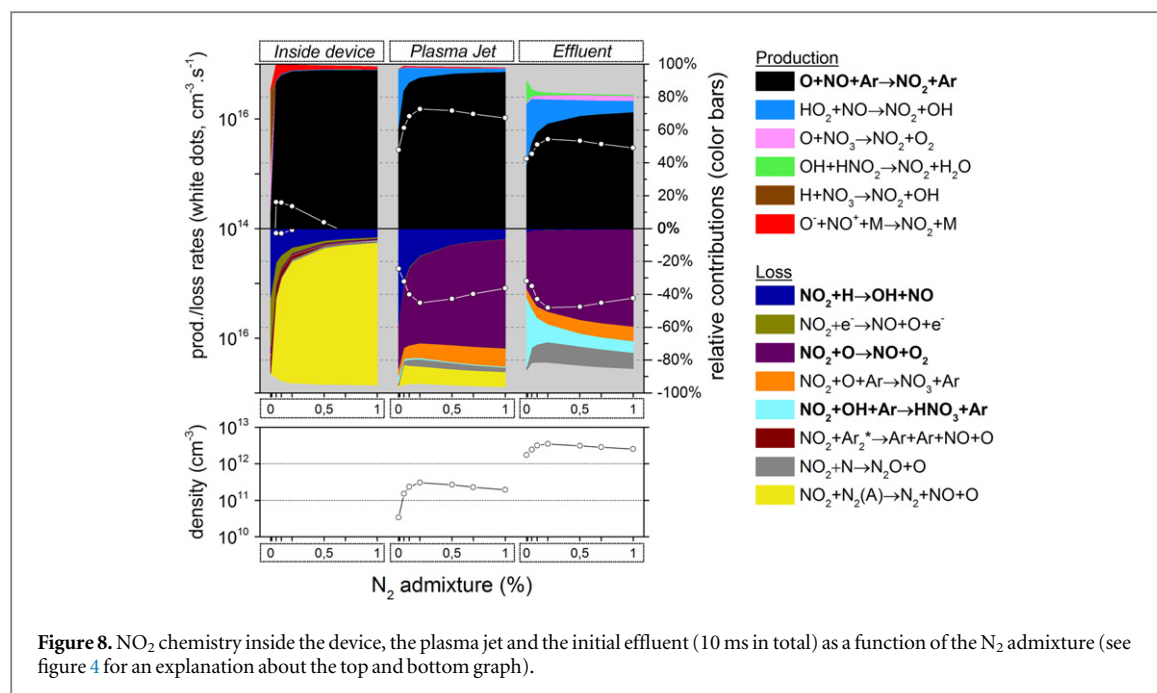 Inside device Plasma Jet Effluent
prod./loss rates (white dots, cm⁻³.s⁻¹)
10¹⁶
10¹⁴
10¹⁶
100%
80%
60%
40%
20%
0%
-20%
-40%
-60%
-80%
-100%
relative contributions (color bars)
0 0,5 1 0 0,5 1 0 0,5 1
density (cm⁻³)
10¹³
10¹²
10¹¹
10¹⁰
0 0,5 1 0 0,5 1 0 0,5 1
N₂ admixture (%)
Production
O+NO+Ar→NO₂+Ar
HO₂+NO→NO₂+OH
O+NO₃→NO₂+O₂
OH+HNO₂→NO₂+H₂O
H+NO₃→NO₂+OH
O⁻+NO⁺+M→NO₂+M
Loss
NO₂+H→OH+NO
NO₂+e⁻→NO+O+e⁻
NO₂+O→NO+O₂
NO₂+O+Ar→NO₃+Ar
NO₂+OH+Ar→HNO₃+Ar
NO₂+Ar₂*→Ar+Ar+NO+O
NO₂+N→N₂O+O
NO₂+N₂(A)→N₂+NO+O
Figure 8. NO₂ chemistry inside the device, the plasma jet and the initial effluent (10 ms in total) as a function of the N₂ admixture (see
figure 4 for an explanation about the top and bottom graph).